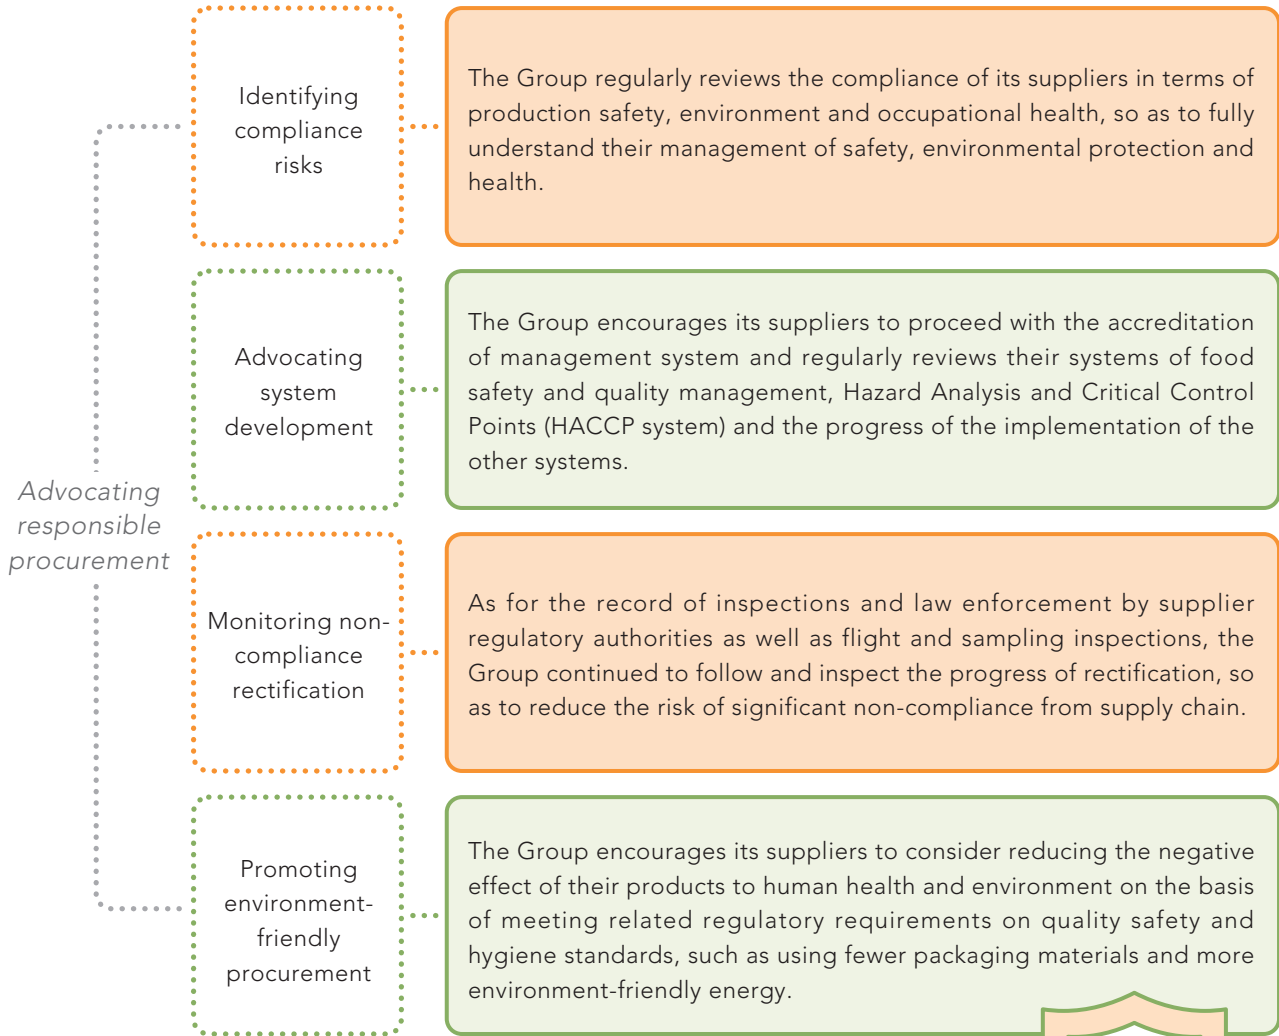 Advocating
responsible
procurement
Identifying
compliance
risks
The Group regularly reviews the compliance of its suppliers in terms of
production safety, environment and occupational health, so as to fully
understand their management of safety, environmental protection and
health.
Advocating
system
development
The Group encourages its suppliers to proceed with the accreditation
of management system and regularly reviews their systems of food
safety and quality management, Hazard Analysis and Critical Control
Points (HACCP system) and the progress of the implementation of the
other systems.
Monitoring non-
compliance
rectification
As for the record of inspections and law enforcement by supplier
regulatory authorities as well as flight and sampling inspections, the
Group continued to follow and inspect the progress of rectification, so
as to reduce the risk of significant non-compliance from supply chain.
Promoting
environment-
friendly
procurement
The Group encourages its suppliers to consider reducing the negative
effect of their products to human health and environment on the basis
of meeting related regulatory requirements on quality safety and
hygiene standards, such as using fewer packaging materials and more
environment-friendly energy.